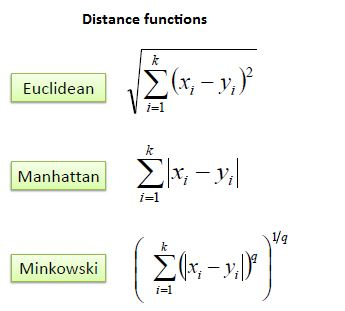 Distance functions
Euclidean √(∑_{i=1}^{k} (x_i − y_i)^2)
Manhattan ∑_{i=1}^{k} |x_i − y_i|
Minkowski (∑_{i=1}^{k} (|x_i − y_i|)^q)^{1/q}